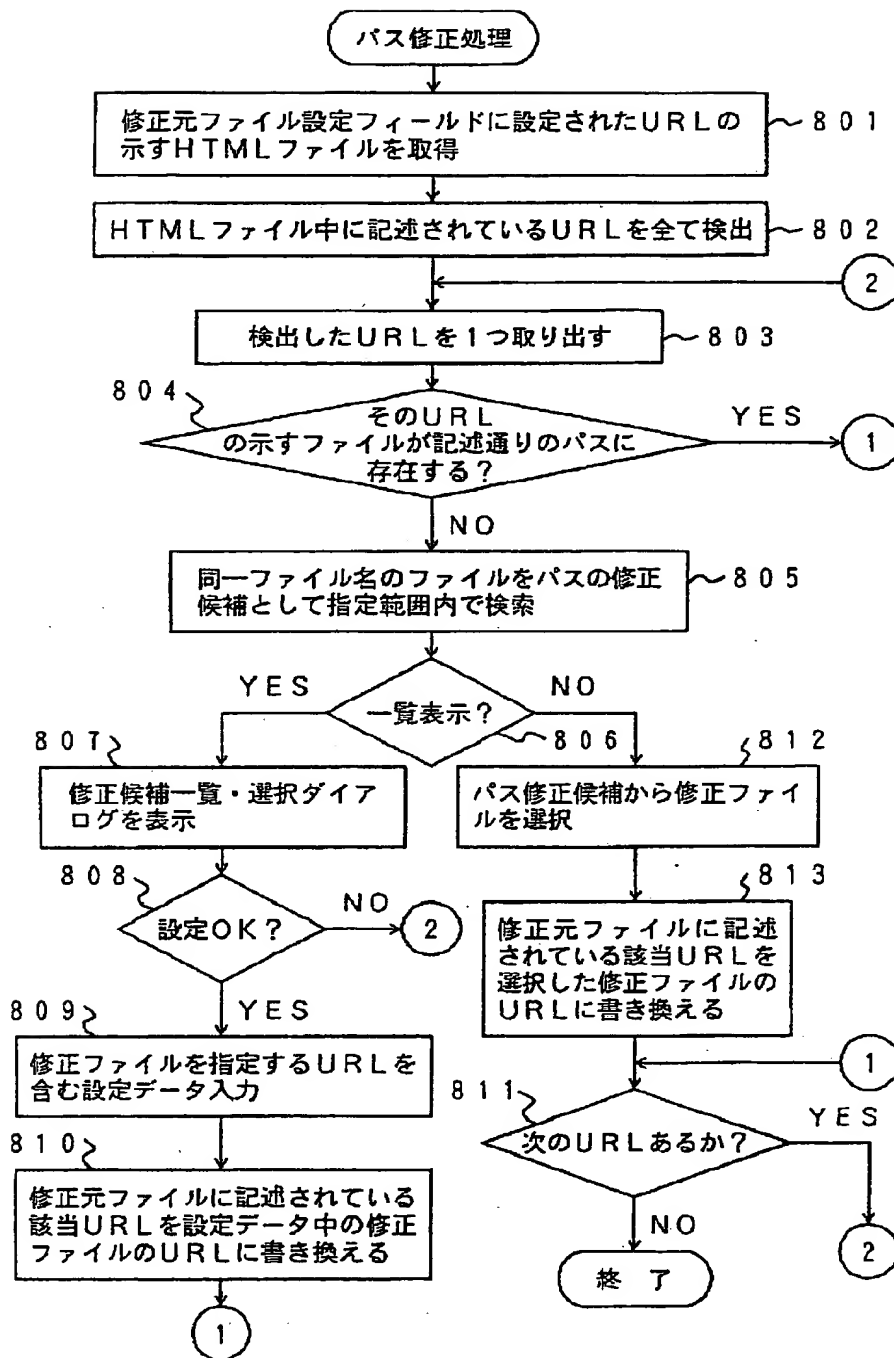 パス修正処理
修正元ファイル設定フィールドに設定されたURLの
示すHTMLファイルを取得
801
HTMLファイル中に記述されているURLを全て検出
802
2
検出したURLを1つ取り出す
803
804
そのURL
の示すファイルが記述通りのパスに
存在する?
YES
1
NO
同一ファイル名のファイルをパスの修正
候補として指定範囲内で検索
805
YES
一覧表示?
NO
806
807
修正候補一覧・選択ダイア
ログを表示
812
パス修正候補から修正ファイ
ルを選択
808
設定OK?
NO
2
YES
813
修正元ファイルに記述
されている該当URLを
選択した修正ファイルの
URLに書き換える
809
修正ファイルを指定するURLを
含む設定データ入力
1
811
次のURLあるか?
YES
2
NO
終了
810
修正元ファイルに記述されている
該当URLを設定データ中の修正
ファイルのURLに書き換える
1